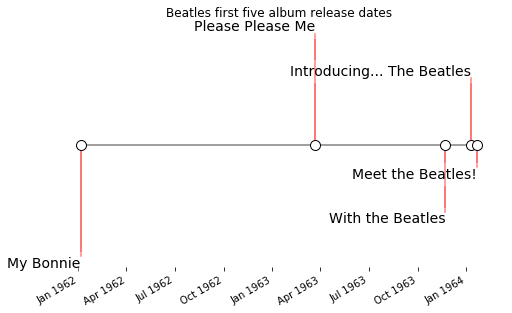 Beatles first five album release dates
Please Please Me
Introducing... The Beatles
Meet the Beatles!
With the Beatles
My Bonnie
Jan 1962
Apr 1962
Jul 1962
Oct 1962
Jan 1963
Apr 1963
Jul 1963
Oct 1963
Jan 1964